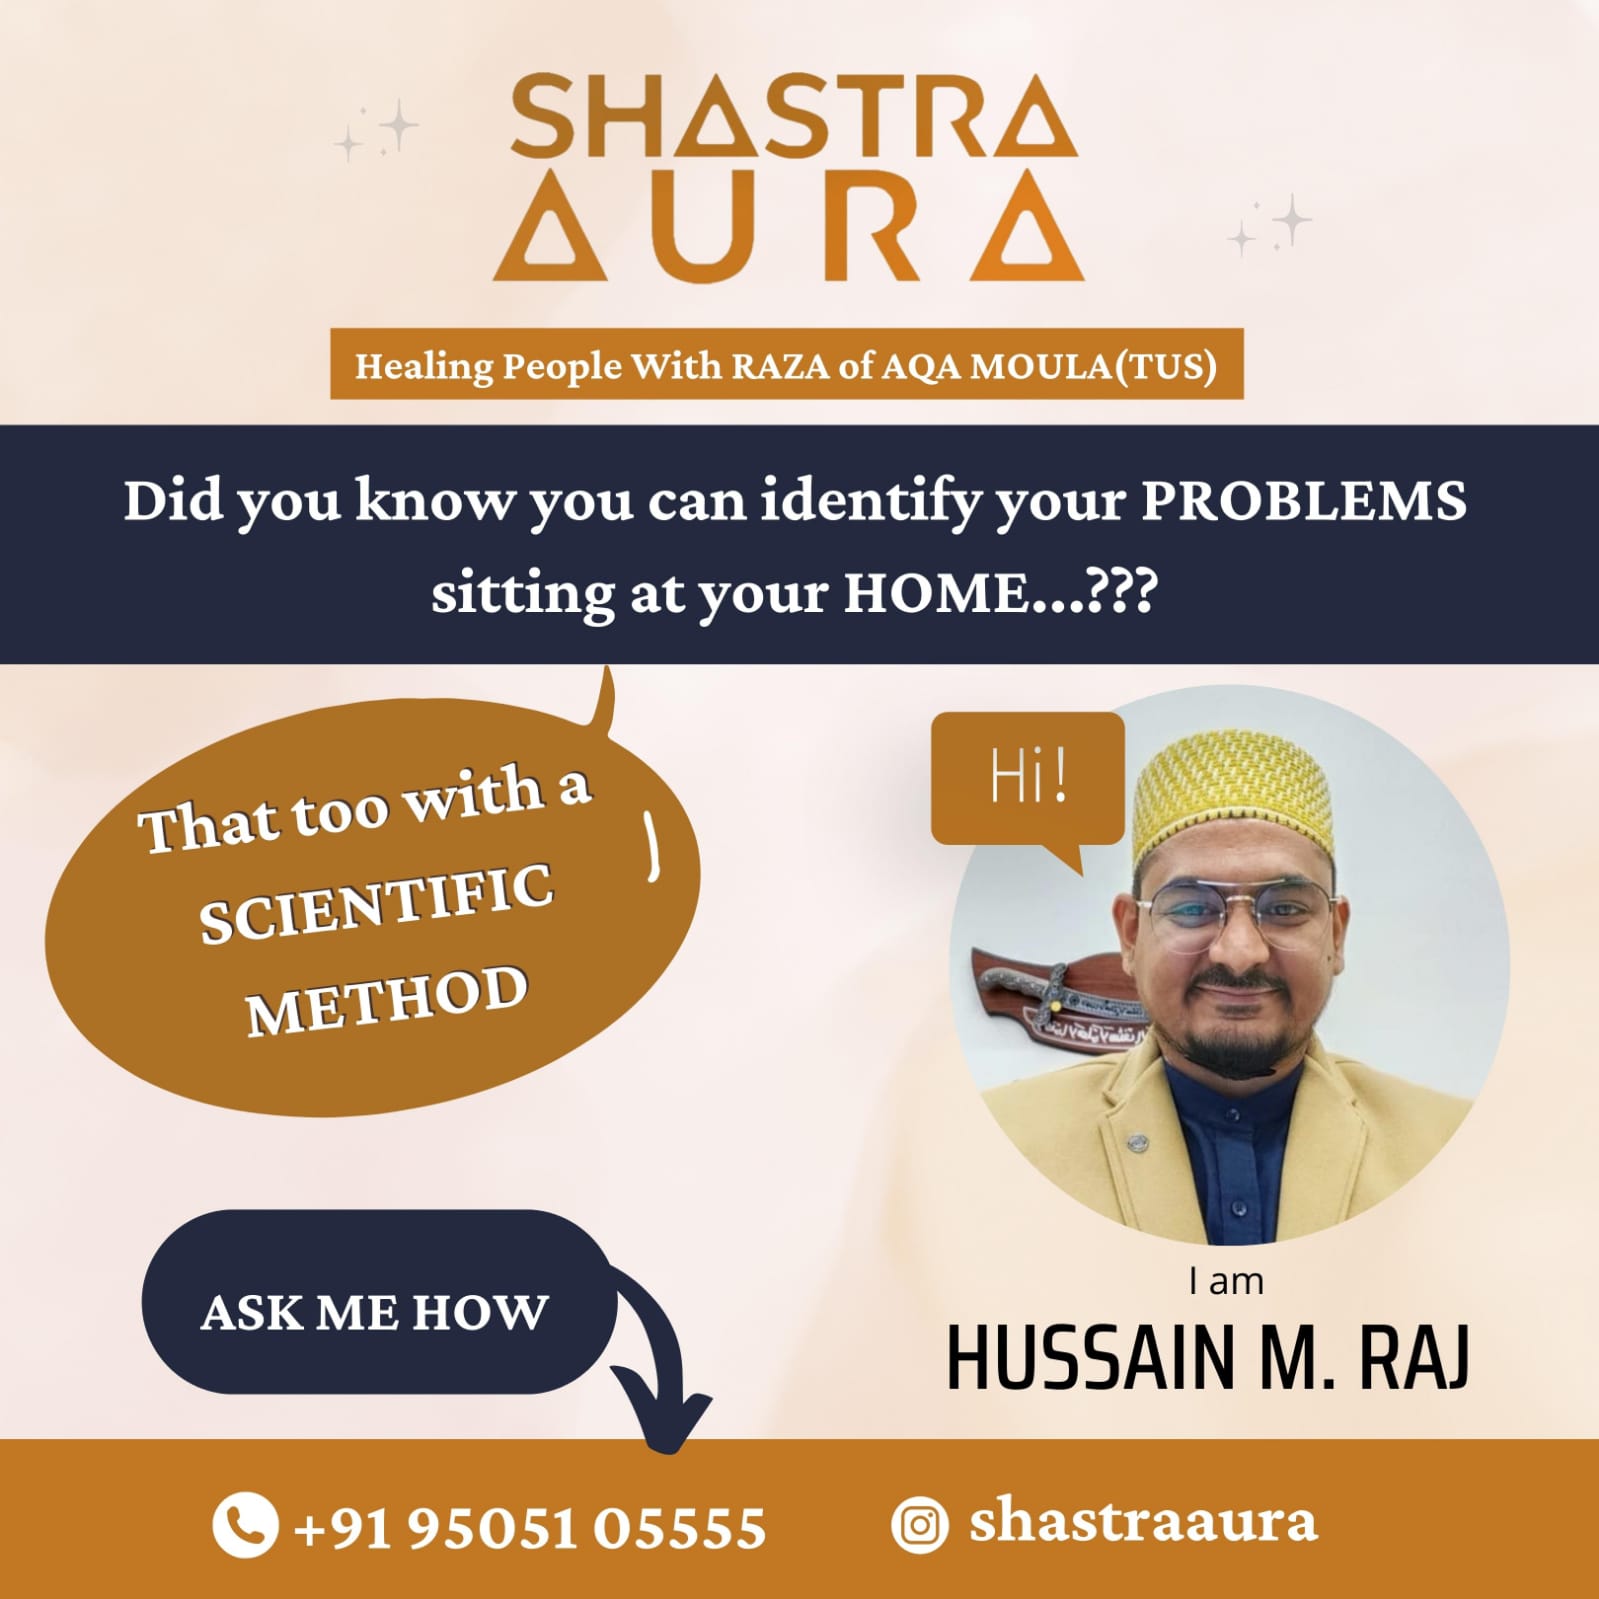 SHASTRA
AURA
Healing People With RAZA of AQA MOULA(TUS)
Did you know you can identify your PROBLEMS
sitting at your HOME...???
That too with a
SCIENTIFIC
METHOD
Hi!
ASK ME HOW
I am
HUSSAIN M. RAJ
+91 95051 05555
shastraaura